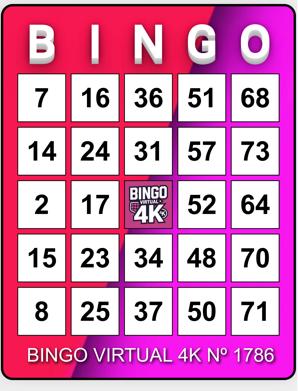 B I N G O
7 16 36 51 68
14 24 31 57 73
2 17 BINGO VIRTUAL 4K 52 64
15 23 34 48 70
8 25 37 50 71
BINGO VIRTUAL 4K Nº 1786